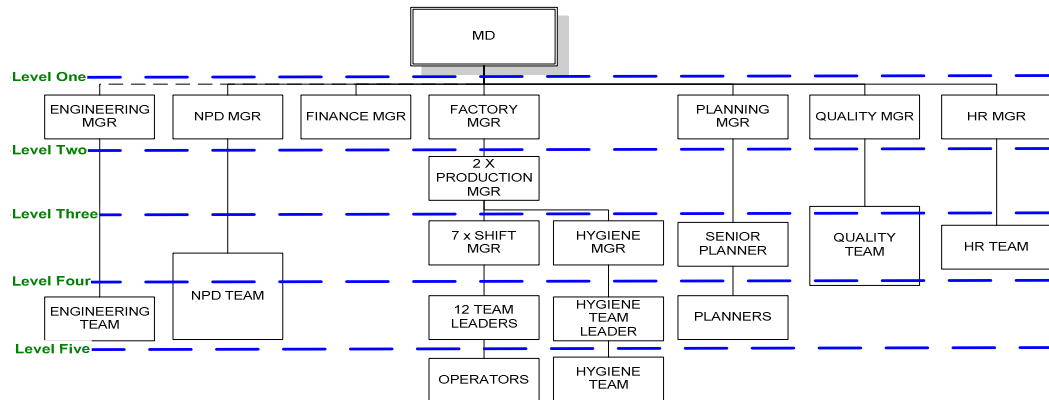 MD
Level One
ENGINEERING
MGR
NPD MGR
FINANCE MGR
FACTORY
MGR
PLANNING
MGR
QUALITY MGR
HR MGR
Level Two
2 X
PRODUCTION
MGR
Level Three
7 x SHIFT
MGR
HYGIENE
MGR
SENIOR
PLANNER
QUALITY
TEAM
HR TEAM
Level Four
NPD TEAM
ENGINEERING
TEAM
12 TEAM
LEADERS
HYGIENE
TEAM
LEADER
PLANNERS
Level Five
OPERATORS
HYGIENE
TEAM